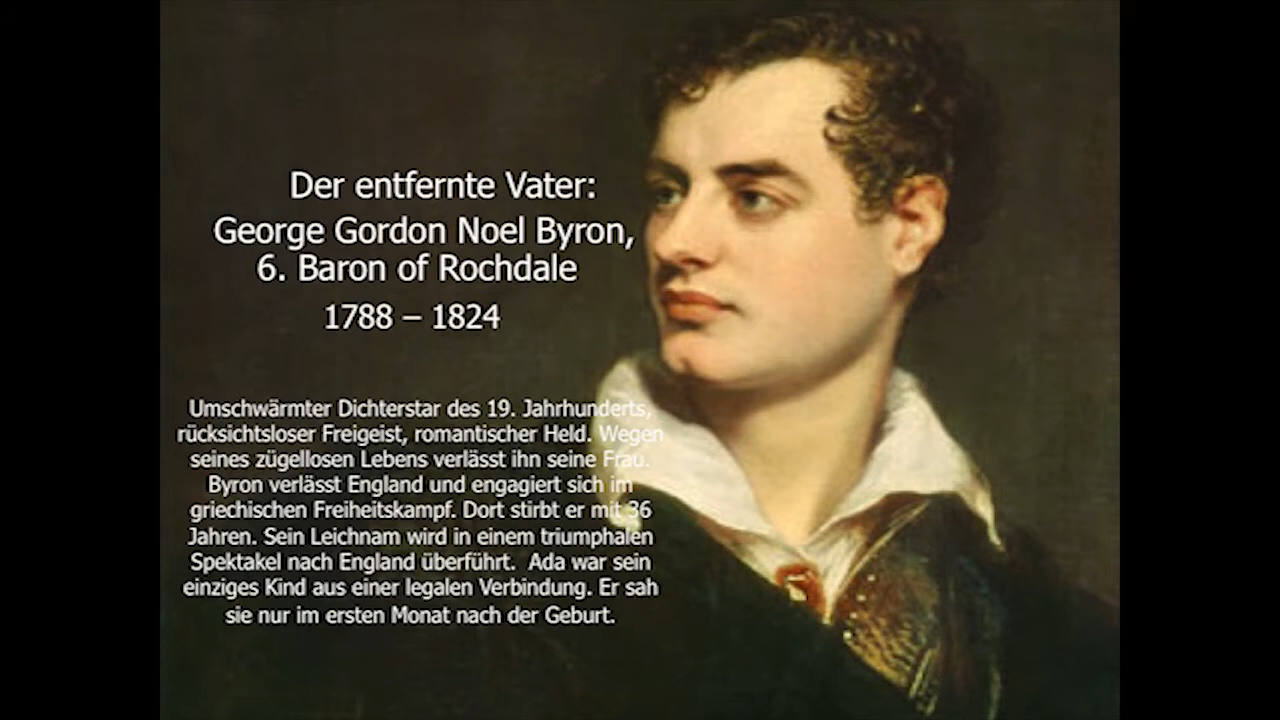 Der entfernte Vater:
George Gordon Noel Byron,
6. Baron of Rochdale
1788 – 1824
Umschwärmter Dichterstar des 19. Jahrhunderts,
rücksichtsloser Freigeist, romantischer Held. Wegen
seines zügellosen Lebens verlässt ihn seine Frau.
Byron verlässt England und engagiert sich im
griechischen Freiheitskampf. Dort stirbt er mit 36
Jahren. Sein Leichnam wird in einem triumphalen
Spektakel nach England überführt.  Ada war sein
einziges Kind aus einer legalen Verbindung. Er sah
sie nur im ersten Monat nach der Geburt.